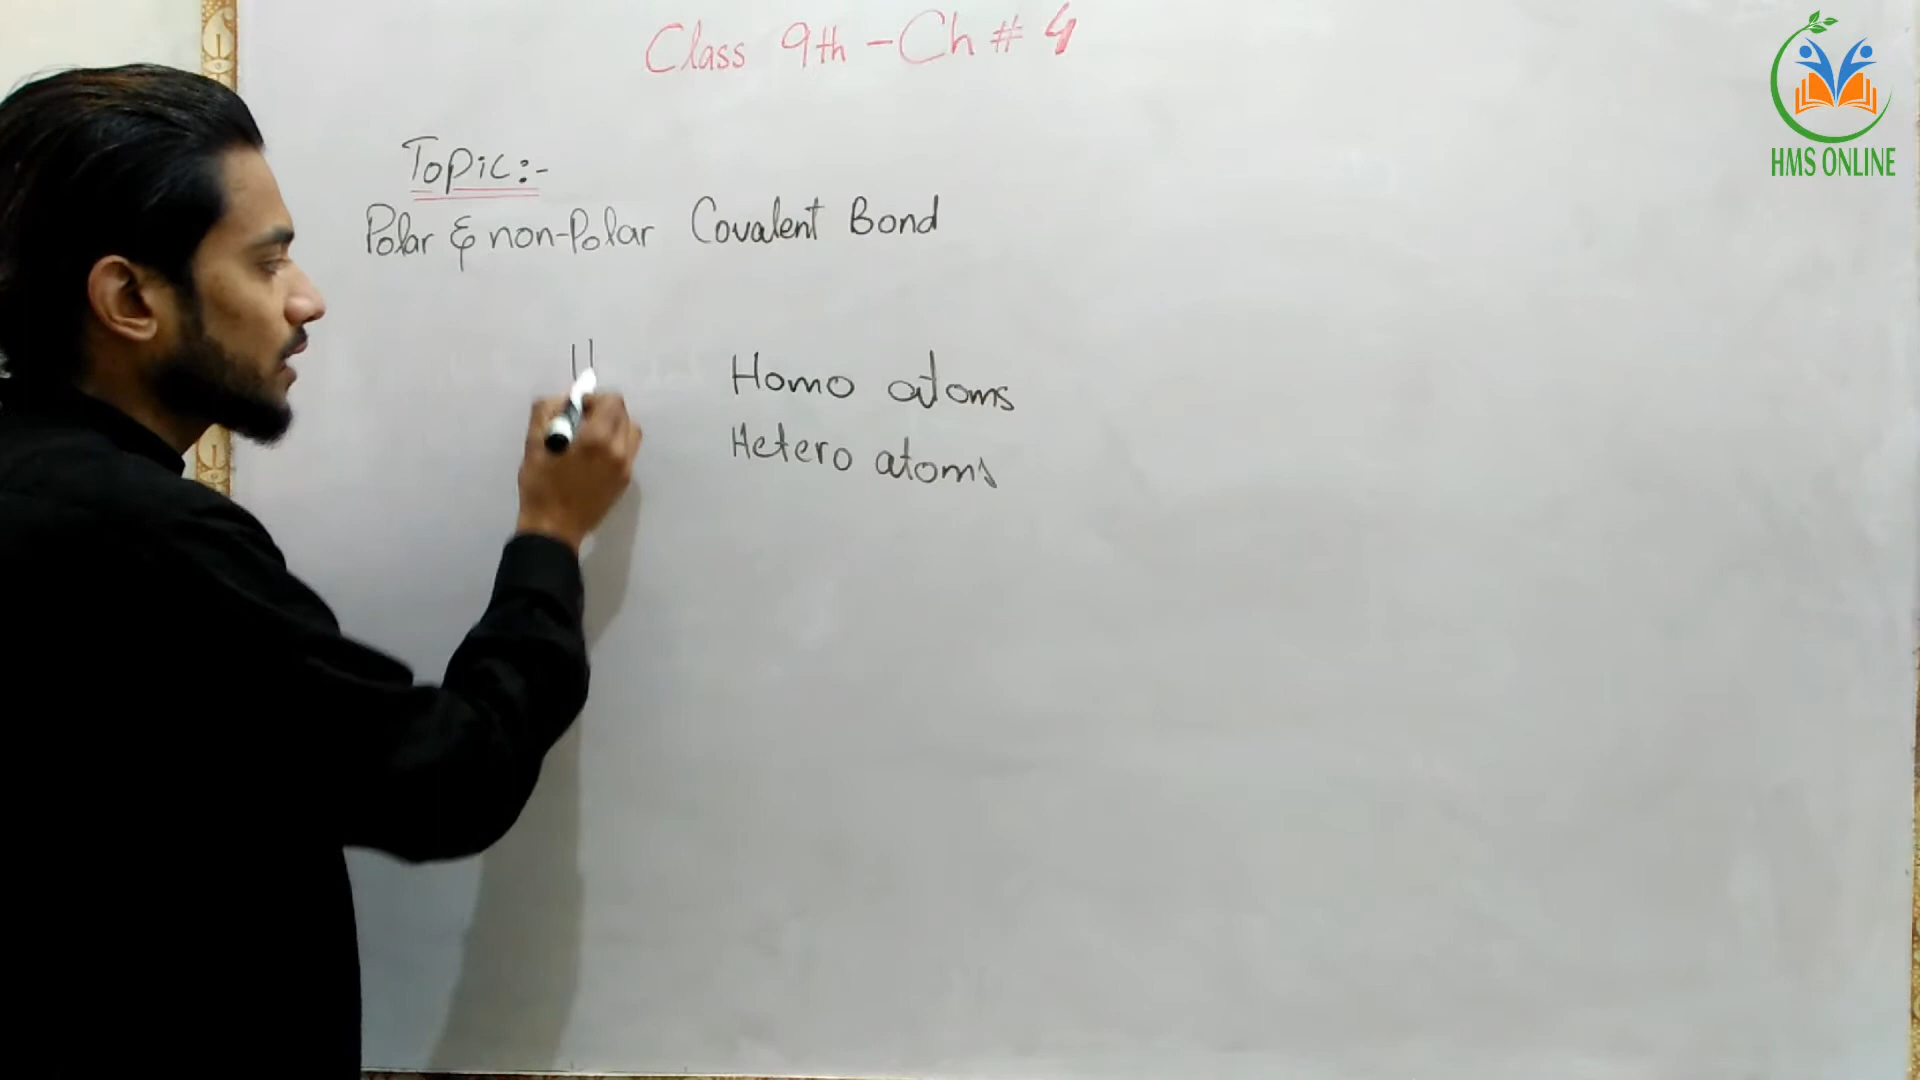 Class 9th - Ch # 4
HMS ONLINE
Topic:-
Polar & non-Polar Covalent Bond
Homo atoms
Hetero atoms